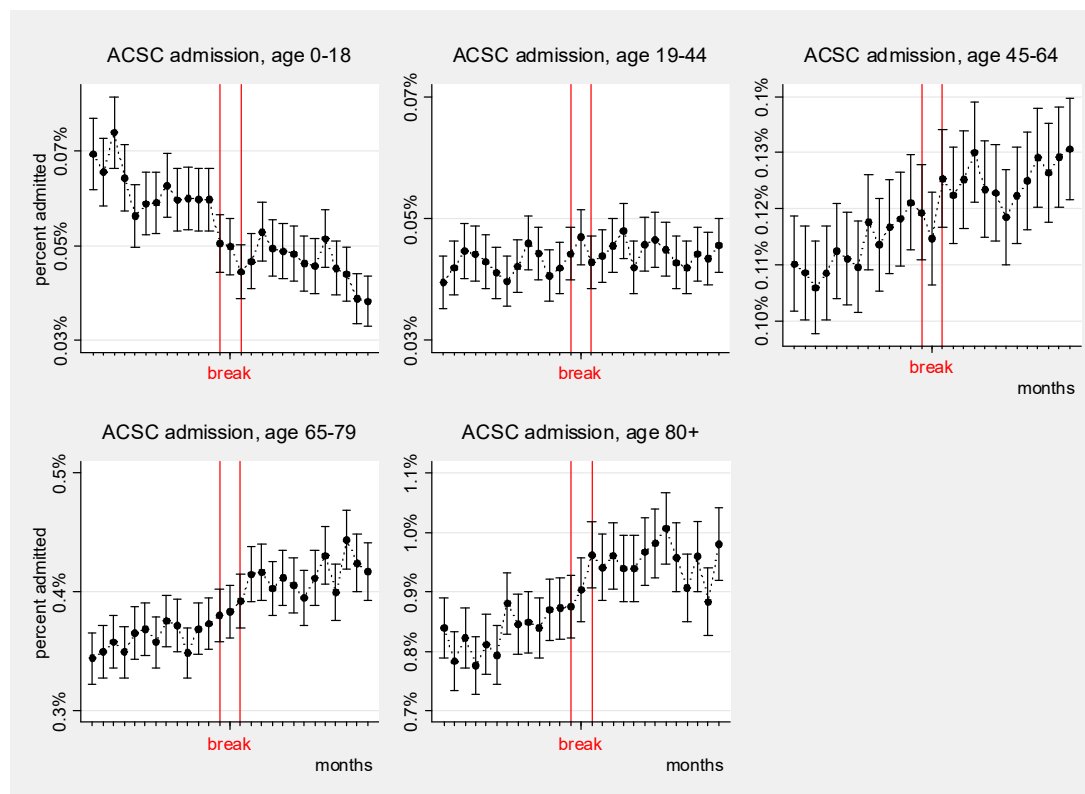 ACSC admission, age 0-18
percent admitted
0.07%
0.05%
0.03%
break
ACSC admission, age 19-44
0.07%
0.05%
0.03%
break
ACSC admission, age 45-64
0.1%
0.13%
0.12%
0.11%
0.10%
break
months
ACSC admission, age 65-79
percent admitted
0.5%
0.4%
0.3%
break
months
ACSC admission, age 80+
1.1%
1.0%
0.9%
0.8%
0.7%
break
months